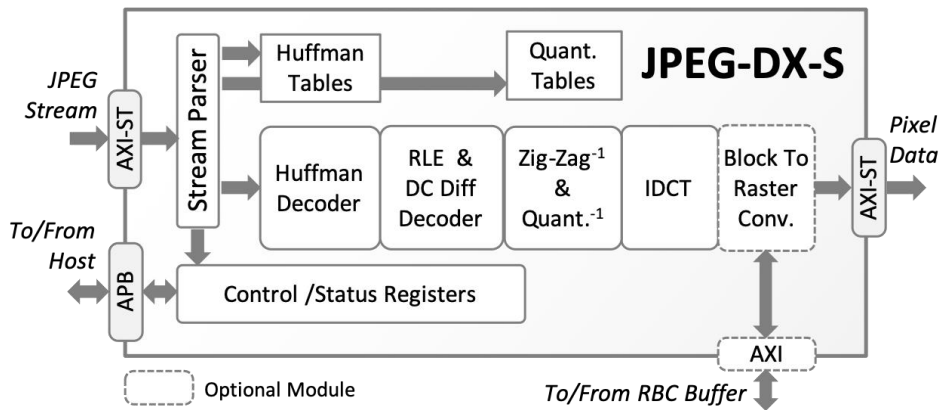 JPEG-DX-S
JPEG
Stream
AXI-ST
Stream Parser
Huffman
Tables
Quant.
Tables
Huffman
Decoder
RLE &
DC Diff
Decoder
Zig-Zag-1
&
Quant.-1
IDCT
Block To
Raster
Conv.
AXI-ST
Pixel
Data
To/From
Host
APB
Control /Status Registers
AXI
Optional Module
To/From RBC Buffer